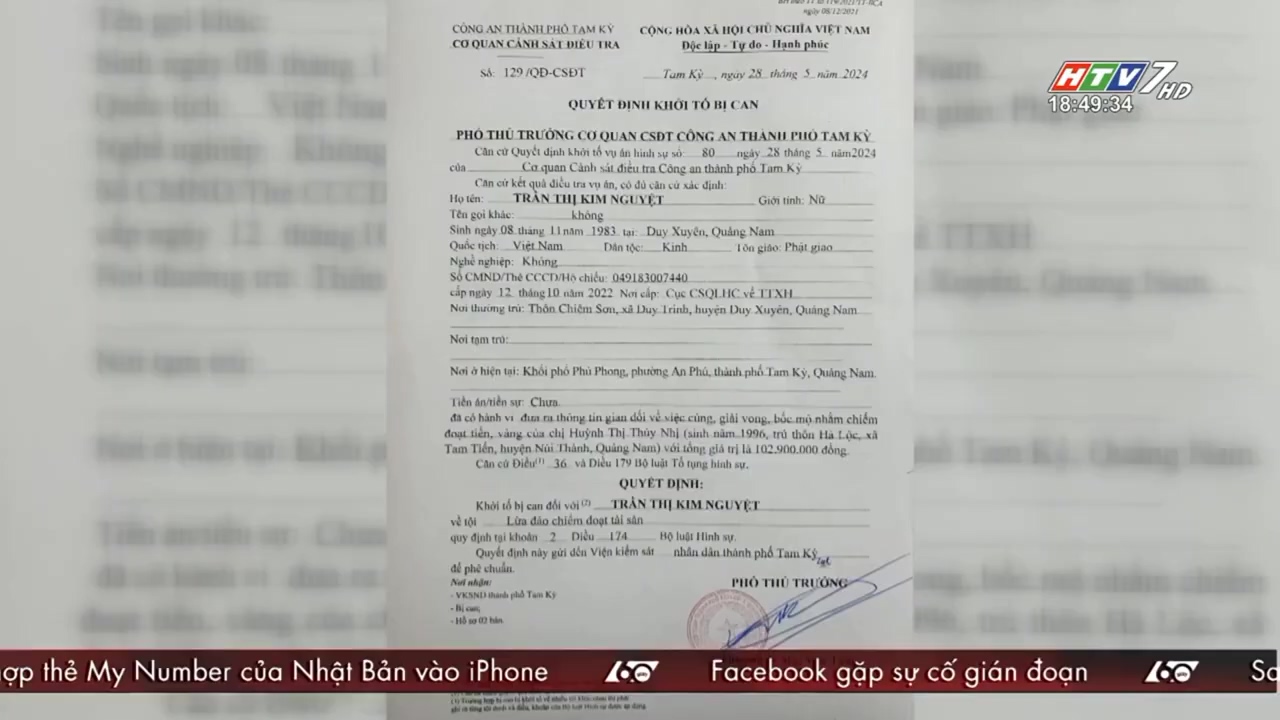 BH theo TT số 119/2021/TT-BCA
ngày 08/12/2021
CÔNG AN THÀNH PHỐ TAM KỲ
CƠ QUAN CẢNH SÁT ĐIỀU TRA
CỘNG HÒA XÃ HỘI CHỦ NGHĨA VIỆT NAM
Độc lập - Tự do - Hạnh phúc
Số: 129 /QĐ-CSĐT
Tam Kỳ, ngày 28 tháng 5 năm 2024
HTV7 HD
18:49:34
QUYẾT ĐỊNH KHỞI TỐ BỊ CAN
PHÓ THỦ TRƯỞNG CƠ QUAN CSĐT CÔNG AN THÀNH PHỐ TAM KỲ
Căn cứ Quyết định khởi tố vụ án hình sự số: 80 ngày 28 tháng 5 năm2024
của Cơ quan Cảnh sát điều tra Công an thành phố Tam Kỳ
Căn cứ kết quả điều tra vụ án, có đủ căn cứ xác định:
Họ tên: TRẦN THỊ KIM NGUYỆT Giới tính: Nữ
Tên gọi khác: không
Sinh ngày 08 tháng 11 năm 1983 tại: Duy Xuyên, Quảng Nam
Quốc tịch: Việt Nam Dân tộc: Kinh Tôn giáo: Phật giáo
Nghề nghiệp: Không
Số CMND/Thẻ CCCD/Hộ chiếu: 049183007440
cấp ngày 12 tháng 10 năm 2022 Nơi cấp: Cục CSQLHC về TTXH
Nơi thường trú: Thôn Chiêm Sơn, xã Duy Trinh, huyện Duy Xuyên, Quảng Nam
Nơi tạm trú:
Nơi ở hiện tại: Khối phố Phú Phong, phường An Phú, thành phố Tam Kỳ, Quảng Nam.
Tiền án/tiền sự: Chưa
đã có hành vi đưa ra thông tin gian dối về việc cúng, giải vong, bốc mộ nhằm chiếm
đoạt tiền, vàng của chị Huỳnh Thị Thúy Nhị (sinh năm 1996, trú thôn Hà Lộc, xã
Tam Tiến, huyện Núi Thành, Quảng Nam) với tổng giá trị là 102.900.000 đồng.
Căn cứ Điều(1) 36 và Điều 179 Bộ luật Tố tụng hình sự.
QUYẾT ĐỊNH:
Khởi tố bị can đối với (2) TRẦN THỊ KIM NGUYỆT
về tội Lừa đảo chiếm đoạt tài sản
quy định tại khoản 2 Điều 174 Bộ luật Hình sự.
Quyết định này gửi đến Viện kiểm sát nhân dân thành phố Tam Kỳ
để phê chuẩn.
Nơi nhận:
- VKSND thành phố Tam Kỳ
- Bị can;
- Hồ sơ 02 bản.
PHÓ THỦ TRƯỞNG
hợp thẻ My Number của Nhật Bản vào iPhone
60 giây
Facebook gặp sự cố gián đoạn
60 giây